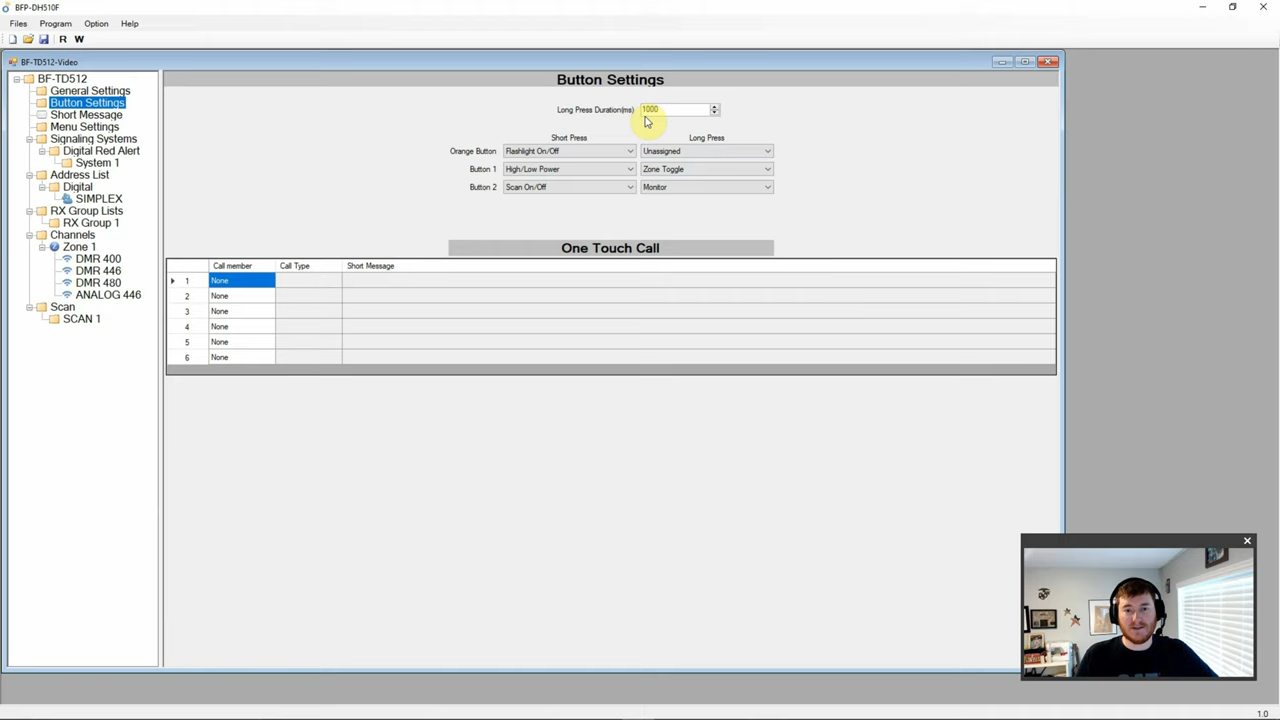 BFP-DH510F
Files Program Option Help
R W
BF-TD512-Video
BF-TD512
General Settings
Button Settings
Short Message
Menu Settings
Signaling Systems
Digital Red Alert
System 1
Address List
Digital
SIMPLEX
RX Group Lists
RX Group 1
Channels
Zone 1
DMR 400
DMR 446
DMR 480
ANALOG 446
Scan
SCAN 1
Button Settings
Long Press Duration(ms) 1000
Short Press Long Press
Orange Button Flashlight On/Off Unassigned
Button 1 High/Low Power Zone Toggle
Button 2 Scan On/Off Monitor
One Touch Call
Call member Call Type Short Message
1 None
2 None
3 None
4 None
5 None
6 None
1.0